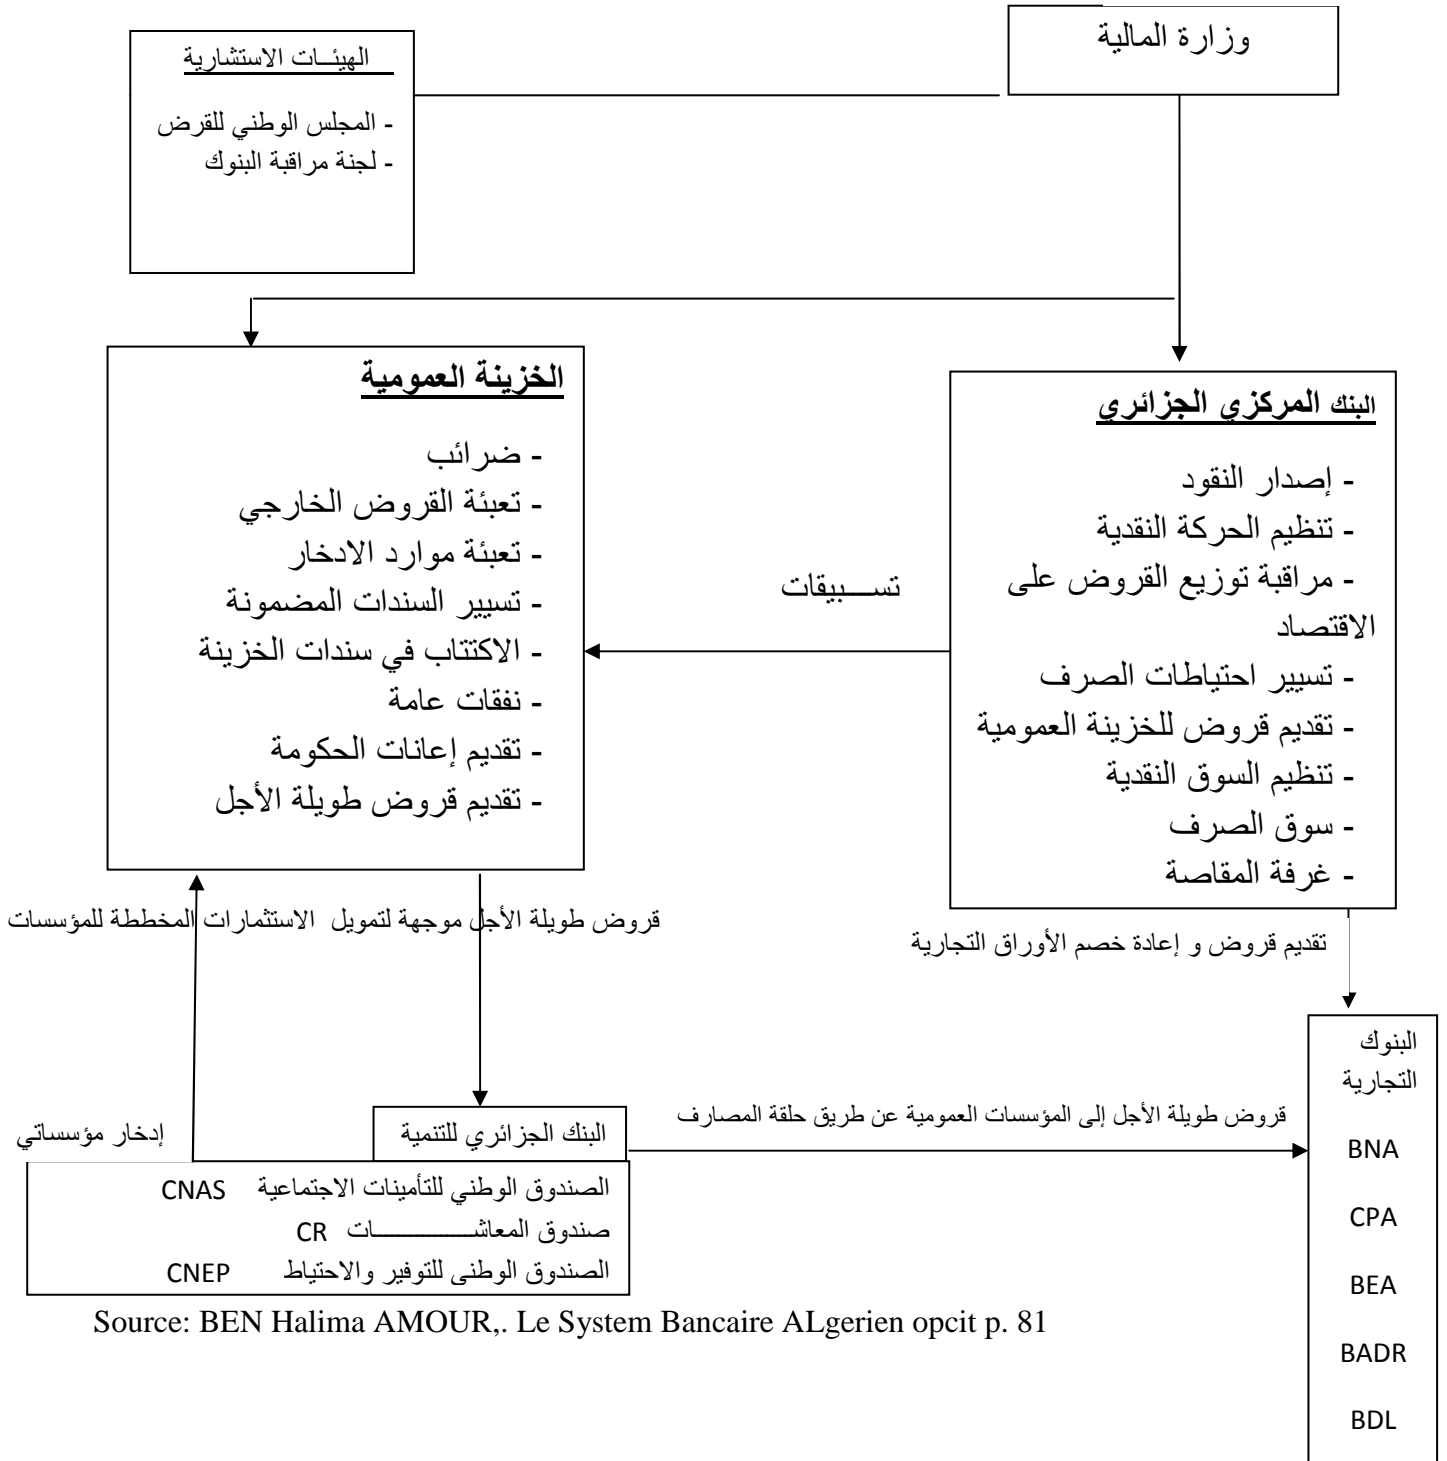 وزارة المالية
الهيئــات الاستشارية
- المجلس الوطني للقرض
- لجنة مراقبة البنوك
البنك المركزي الجزائري
- إصدار النقود
- تنظيم الحركة النقدية
- مراقبة توزيع القروض على
الاقتصاد
- تسيير احتياطات الصرف
- تقديم قروض للخزينة العمومية
- تنظيم السوق النقدية
- سوق الصرف
- غرفة المقاصة
تســـبيقات
الخزينة العمومية
- ضرائب
- تعبئة القروض الخارجي
- تعبئة موارد الادخار
- تسيير السندات المضمونة
- الاكتتاب في سندات الخزينة
- نفقات عامة
- تقديم إعانات الحكومة
- تقديم قروض طويلة الأجل
تقديم قروض و إعادة خصم الأوراق التجارية
قروض طويلة الأجل موجهة لتمويل الاستثمارات المخططة للمؤسسات
البنوك
التجارية
BNA
CPA
BEA
BADR
BDL
قروض طويلة الأجل إلى المؤسسات العمومية عن طريق حلقة المصارف
البنك الجزائري للتنمية
إدخار مؤسساتي
الصندوق الوطني للتأمينات الاجتماعية CNAS
صندوق المعاشـــــــــــات CR
الصندوق الوطني للتوفير والاحتياط CNEP
Source: BEN Halima AMOUR,. Le System Bancaire ALgerien opcit p. 81